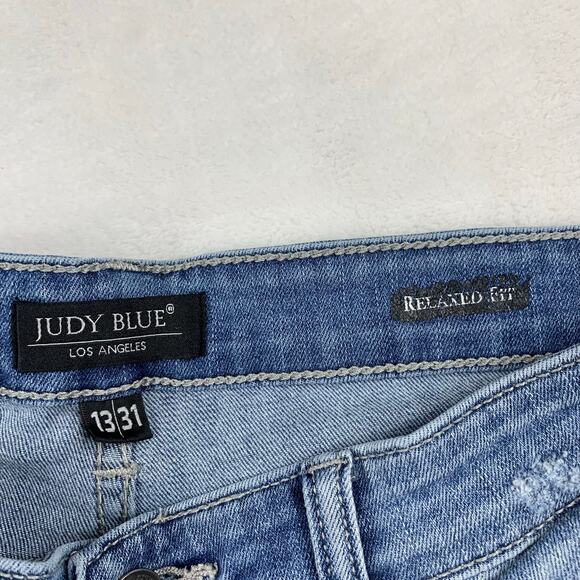 JUDY BLUE®
LOS ANGELES
RELAXED FIT
13|31